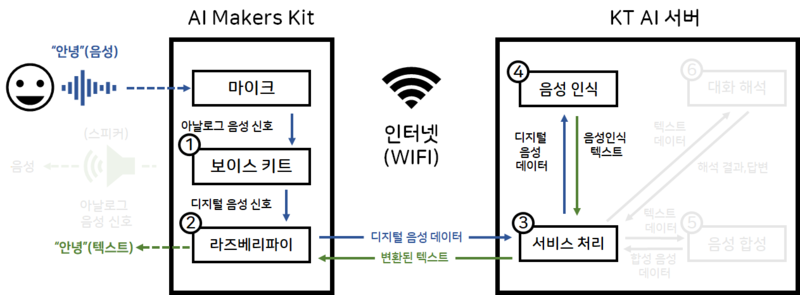 AI Makers Kit
KT AI 서버
“안녕”(음성)
마이크
아날로그 음성 신호
①
보이스 키트
디지털 음성 신호
②
라즈베리파이
“안녕”(텍스트)
(스피커)
음성
아날로그
음성 신호
인터넷
(WIFI)
디지털 음성 데이터
변환된 텍스트
④
음성 인식
디지털
음성
데이터
음성인식
텍스트
③
서비스 처리
⑥
대화 해석
텍스트
데이터
해석 결과,답변
텍스트
데이터
⑤
음성 합성
합성 음성
데이터